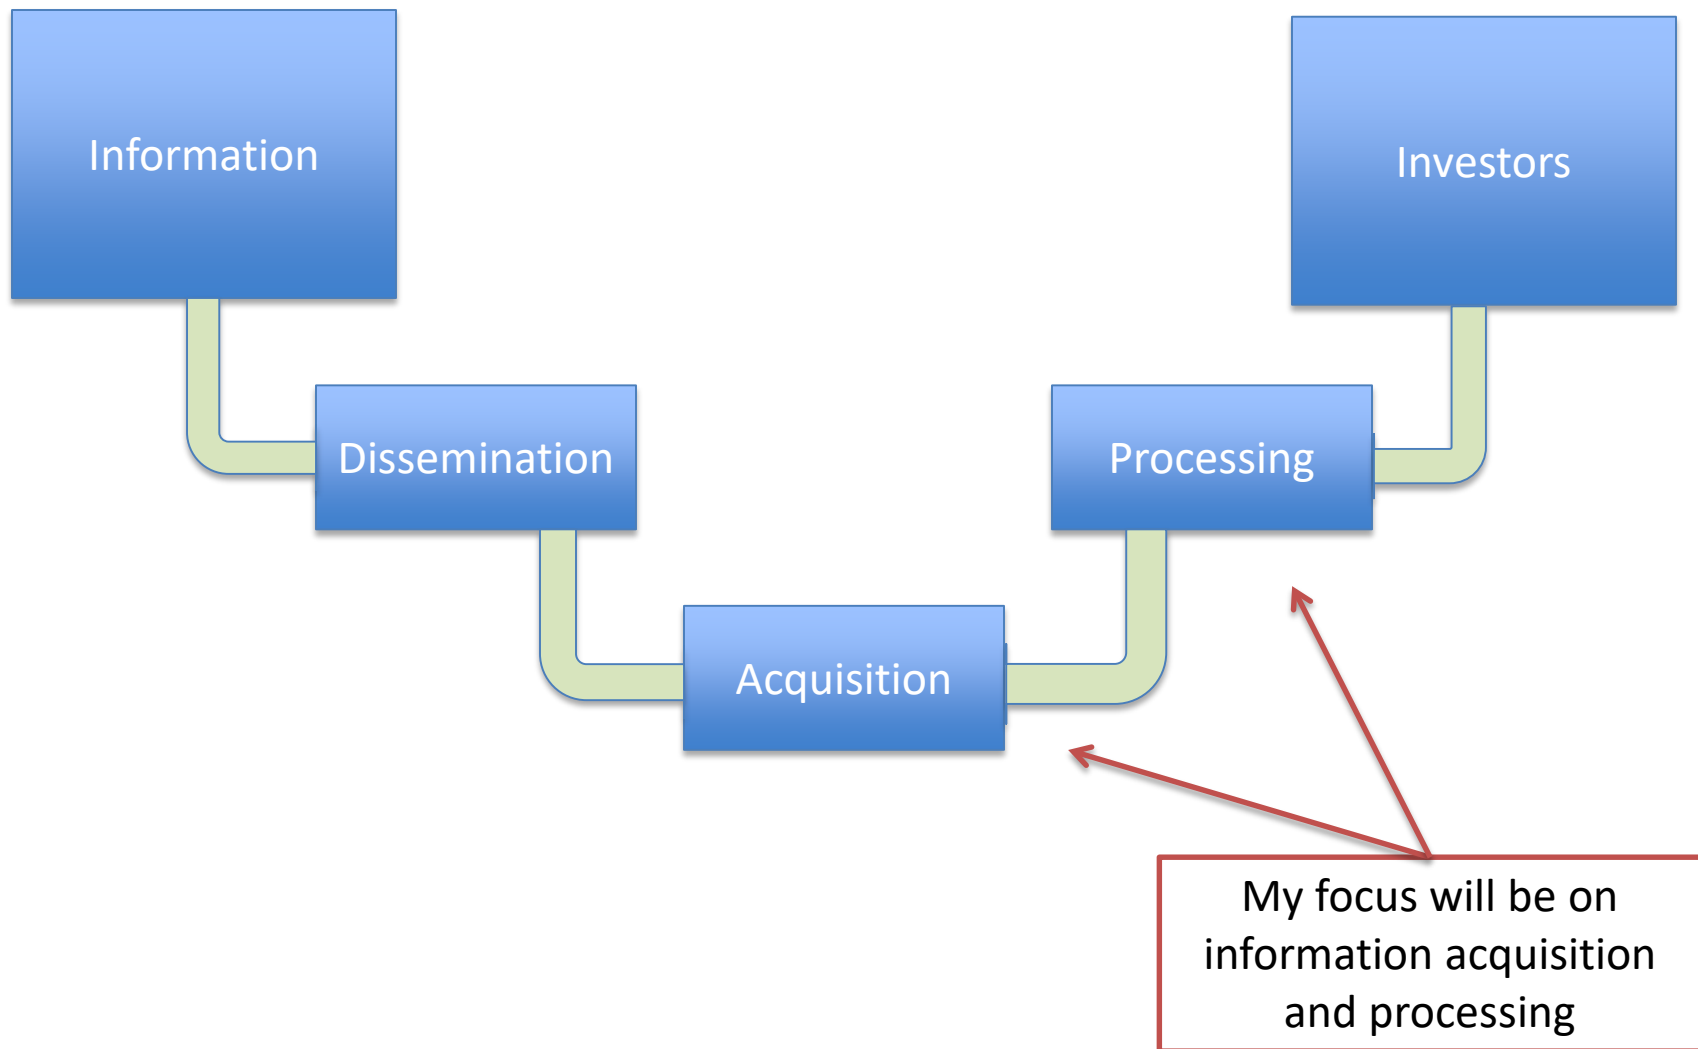 Information
Investors
Dissemination
Processing
Acquisition
My focus will be on
information acquisition
and processing